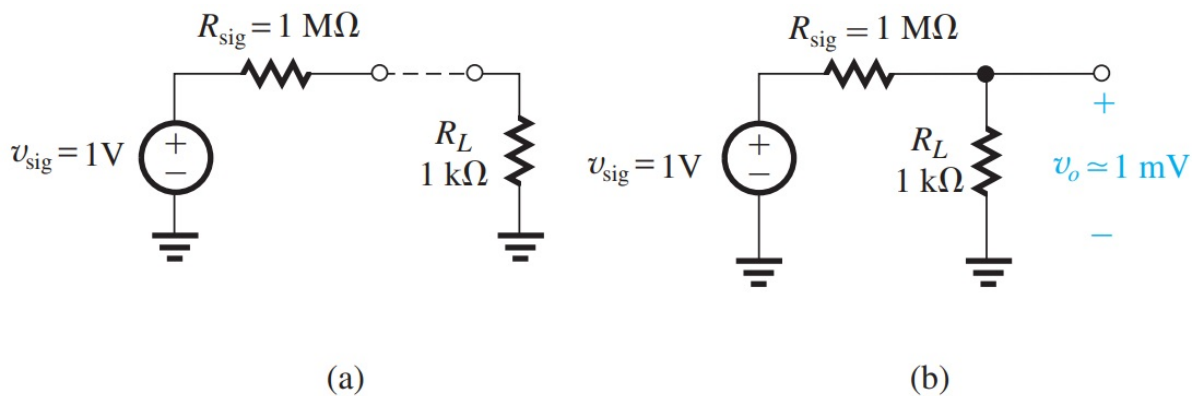 R_sig = 1 MΩ
v_sig = 1V
+
−
R_L
1 kΩ
(a)
R_sig = 1 MΩ
v_sig = 1V
+
−
R_L
1 kΩ
+
v_o ≃ 1 mV
−
(b)